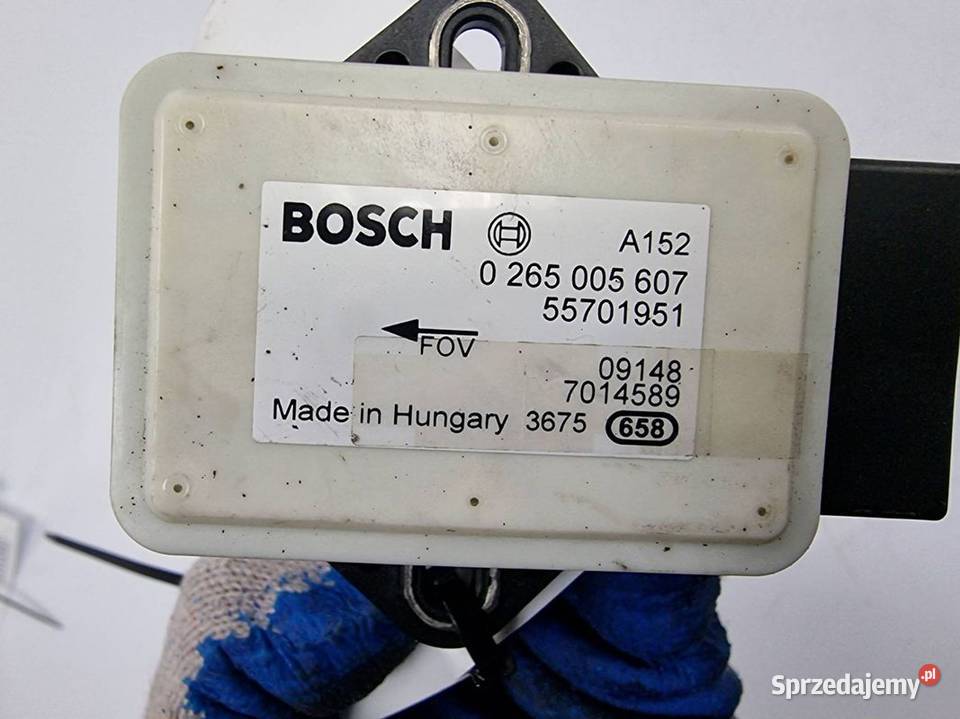 BOSCH
A152
0 265 005 607
55701951
FOV
09148
7014589
Made in Hungary 3675 658
Sprzedajemy.pl